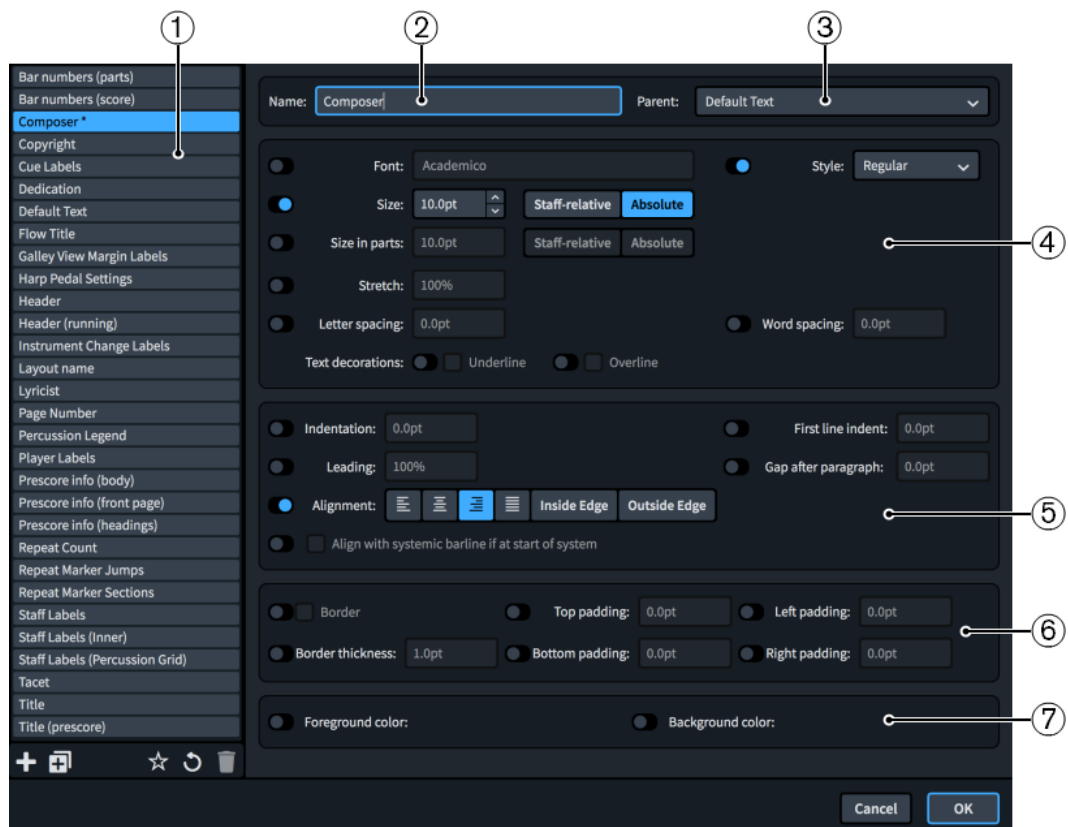 ① ② ③
Bar numbers (parts)
Bar numbers (score)
Composer *
Copyright
Cue Labels
Dedication
Default Text
Flow Title
Galley View Margin Labels
Harp Pedal Settings
Header
Header (running)
Instrument Change Labels
Layout name
Lyricist
Page Number
Percussion Legend
Player Labels
Prescore info (body)
Prescore info (front page)
Prescore info (headings)
Repeat Count
Repeat Marker Jumps
Repeat Marker Sections
Staff Labels
Staff Labels (Inner)
Staff Labels (Percussion Grid)
Tacet
Title
Title (prescore)
Name: Composer Parent: Default Text
Font: Academico Style: Regular
Size: 10.0pt Staff-relative Absolute
④
Size in parts: 10.0pt Staff-relative Absolute
Stretch: 100%
Letter spacing: 0.0pt Word spacing: 0.0pt
Text decorations: Underline Overline
Indentation: 0.0pt First line indent: 0.0pt
Leading: 100% Gap after paragraph: 0.0pt
Alignment: Inside Edge Outside Edge
⑤
Align with systemic barline if at start of system
Border Top padding: 0.0pt Left padding: 0.0pt
⑥
Border thickness: 1.0pt Bottom padding: 0.0pt Right padding: 0.0pt
Foreground color: Background color:
⑦
Cancel OK